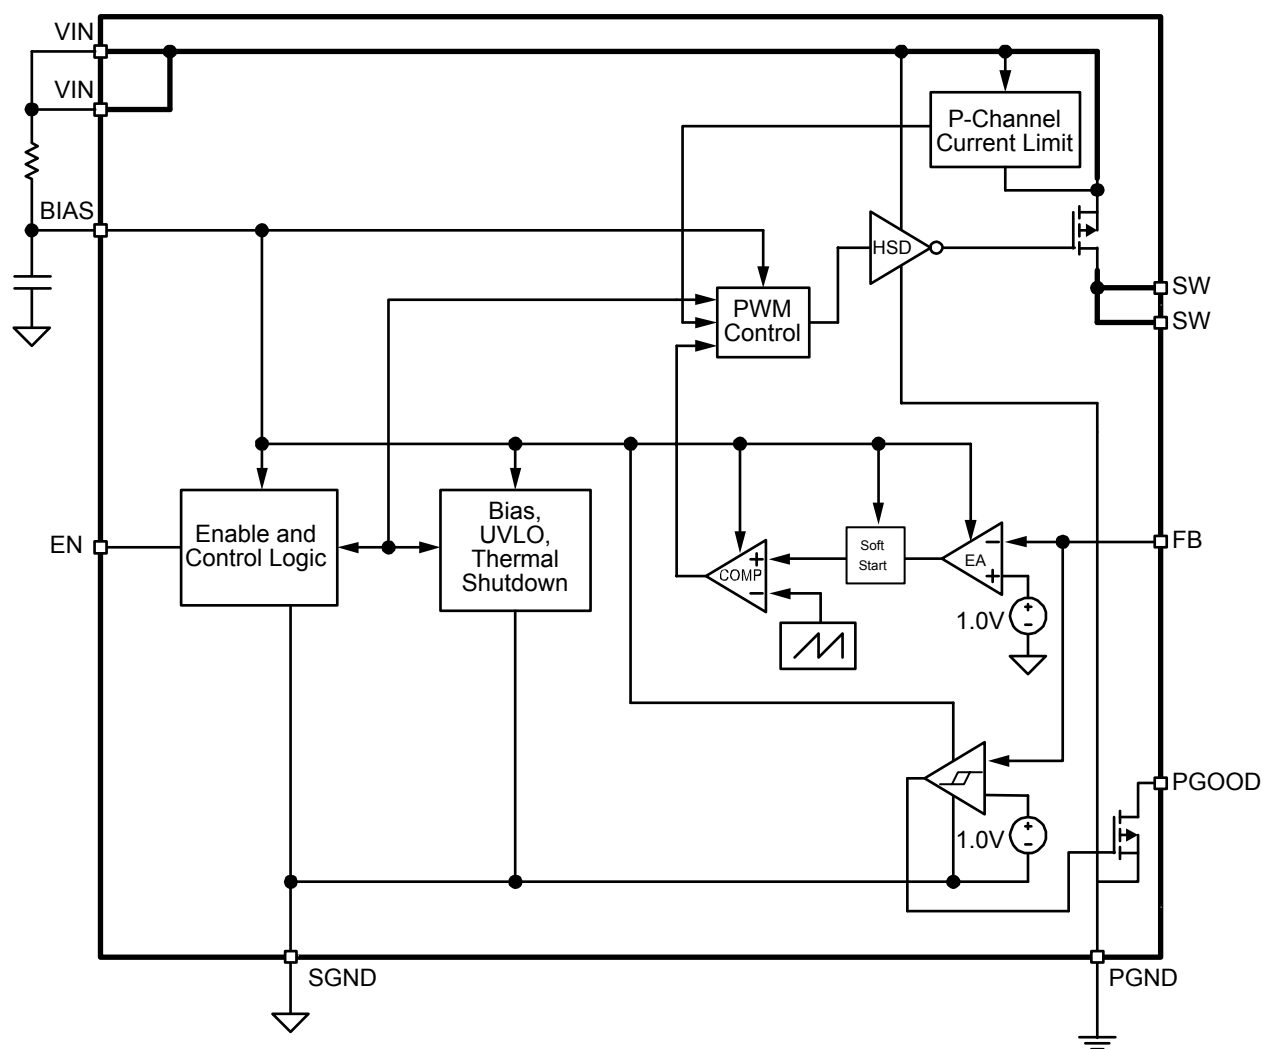 VIN
VIN
P-Channel
Current Limit
BIAS
HSD
SW
PWM
Control
SW
Enable and
Control Logic
Bias,
UVLO,
Thermal
Shutdown
EN
Soft
Start
EA
FB
COMP
+
-
-
+
1.0V
+
-
PGOOD
1.0V
+
-
SGND
PGND